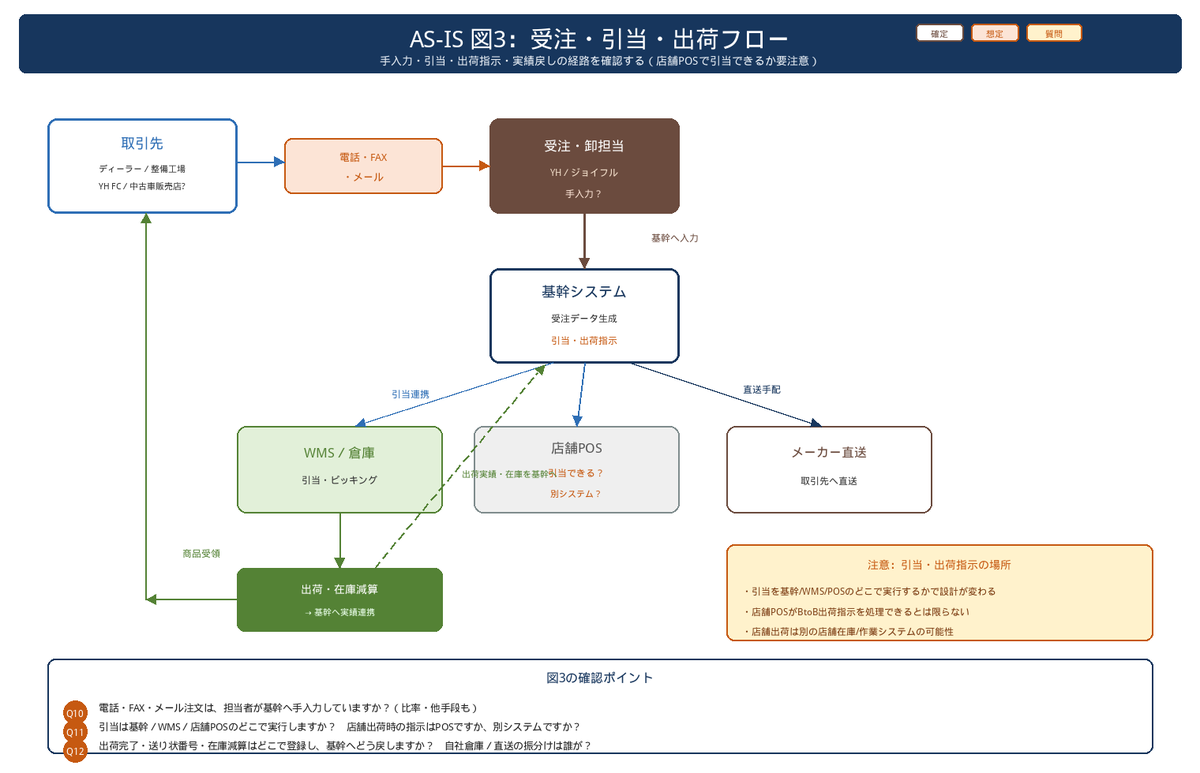 AS-IS 図3: 受注・引当・出荷フロー
手入力・引当・出荷指示・実績戻しの経路を確認する（店舗POSで引当できるか要注意）
確定
想定
質問
取引先
ディーラー / 整備工場
YH FC / 中古車販売店?
電話・FAX
・メール
受注・卸担当
YH / ジョイフル
手入力？
基幹へ入力
基幹システム
受注データ生成
引当・出荷指示
引当連携
直送手配
WMS / 倉庫
引当・ピッキング
店舗POS
引当できる？
別システム？
出荷実績・在庫を基幹へ
メーカー直送
取引先へ直送
商品受領
出荷・在庫減算
→ 基幹へ実績連携
注意: 引当・出荷指示の場所
・引当を基幹/WMS/POSのどこで実行するかで設計が変わる
・店舗POSがBtoB出荷指示を処理できるとは限らない
・店舗出荷は別の店舗在庫/作業システムの可能性
図3の確認ポイント
Q10 電話・FAX・メール注文は、担当者が基幹へ手入力していますか？（比率・他手段も）
Q11 引当は基幹 / WMS / 店舗POSのどこで実行しますか？　店舗出荷時の指示はPOSですか、別システムですか？
Q12 出荷完了・送り状番号・在庫減算はどこで登録し、基幹へどう戻しますか？　自社倉庫 / 直送の振分けは誰が？